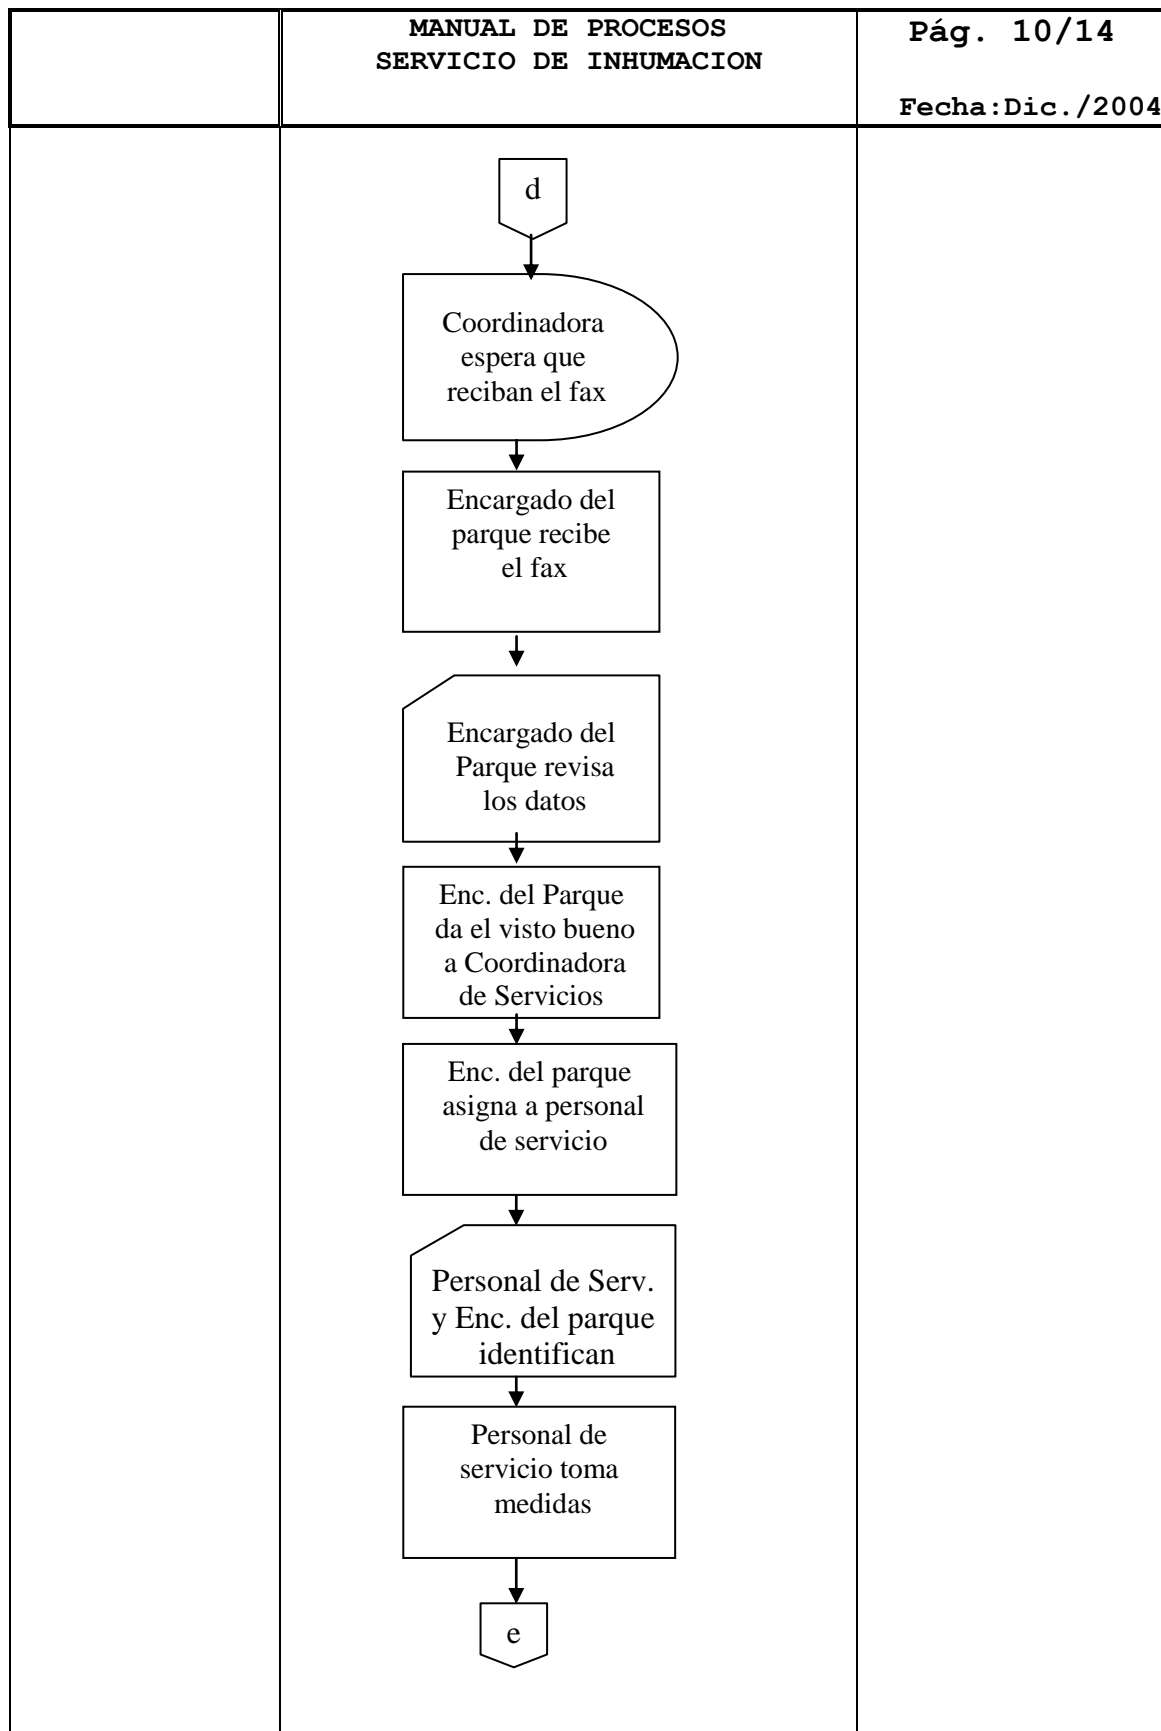 MANUAL DE PROCESOS
SERVICIO DE INHUMACION
Pág. 10/14
Fecha:Dic./2004
d
Coordinadora
espera que
reciban el fax
Encargado del
parque recibe
el fax
Encargado del
Parque revisa
los datos
Enc. del Parque
da el visto bueno
a Coordinadora
de Servicios
Enc. del parque
asigna a personal
de servicio
Personal de Serv.
y Enc. del parque
identifican
Personal de
servicio toma
medidas
e